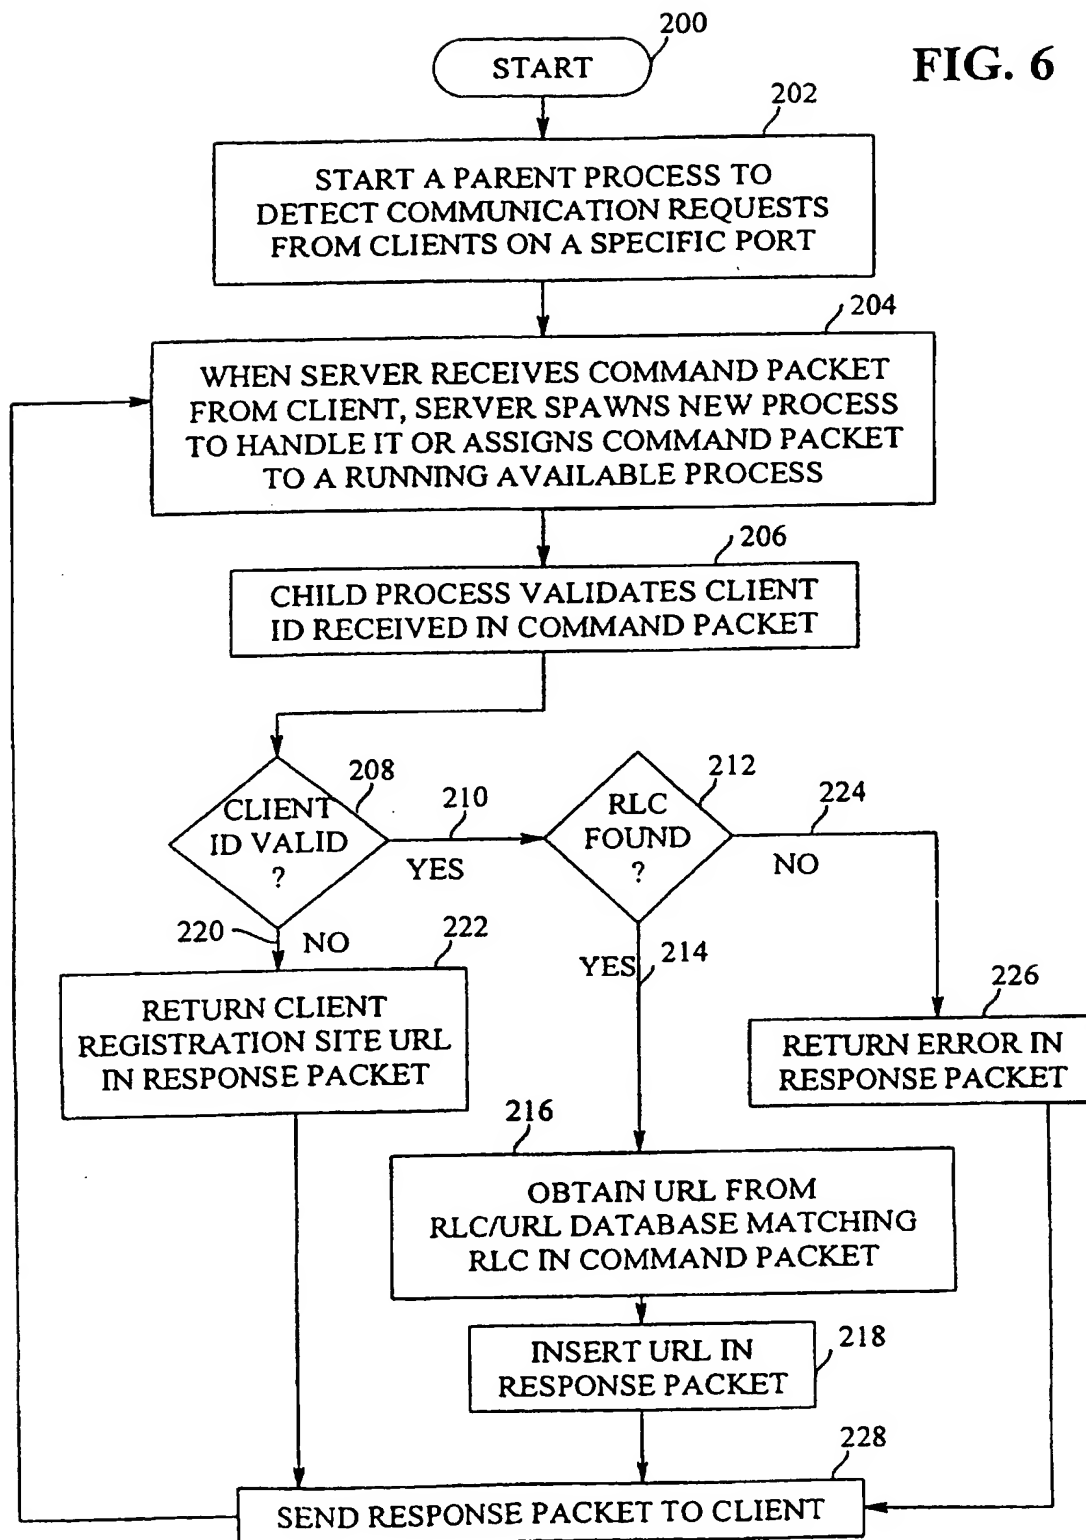 200
START
FIG. 6
202
START A PARENT PROCESS TO
DETECT COMMUNICATION REQUESTS
FROM CLIENTS ON A SPECIFIC PORT
204
WHEN SERVER RECEIVES COMMAND PACKET
FROM CLIENT, SERVER SPAWNS NEW PROCESS
TO HANDLE IT OR ASSIGNS COMMAND PACKET
TO A RUNNING AVAILABLE PROCESS
206
CHILD PROCESS VALIDATES CLIENT
ID RECEIVED IN COMMAND PACKET
208
CLIENT
ID VALID
?
210
YES
212
RLC
FOUND
?
224
NO
220
NO
222
RETURN CLIENT
REGISTRATION SITE URL
IN RESPONSE PACKET
YES
214
226
RETURN ERROR IN
RESPONSE PACKET
216
OBTAIN URL FROM
RLC/URL DATABASE MATCHING
RLC IN COMMAND PACKET
218
INSERT URL IN
RESPONSE PACKET
228
SEND RESPONSE PACKET TO CLIENT